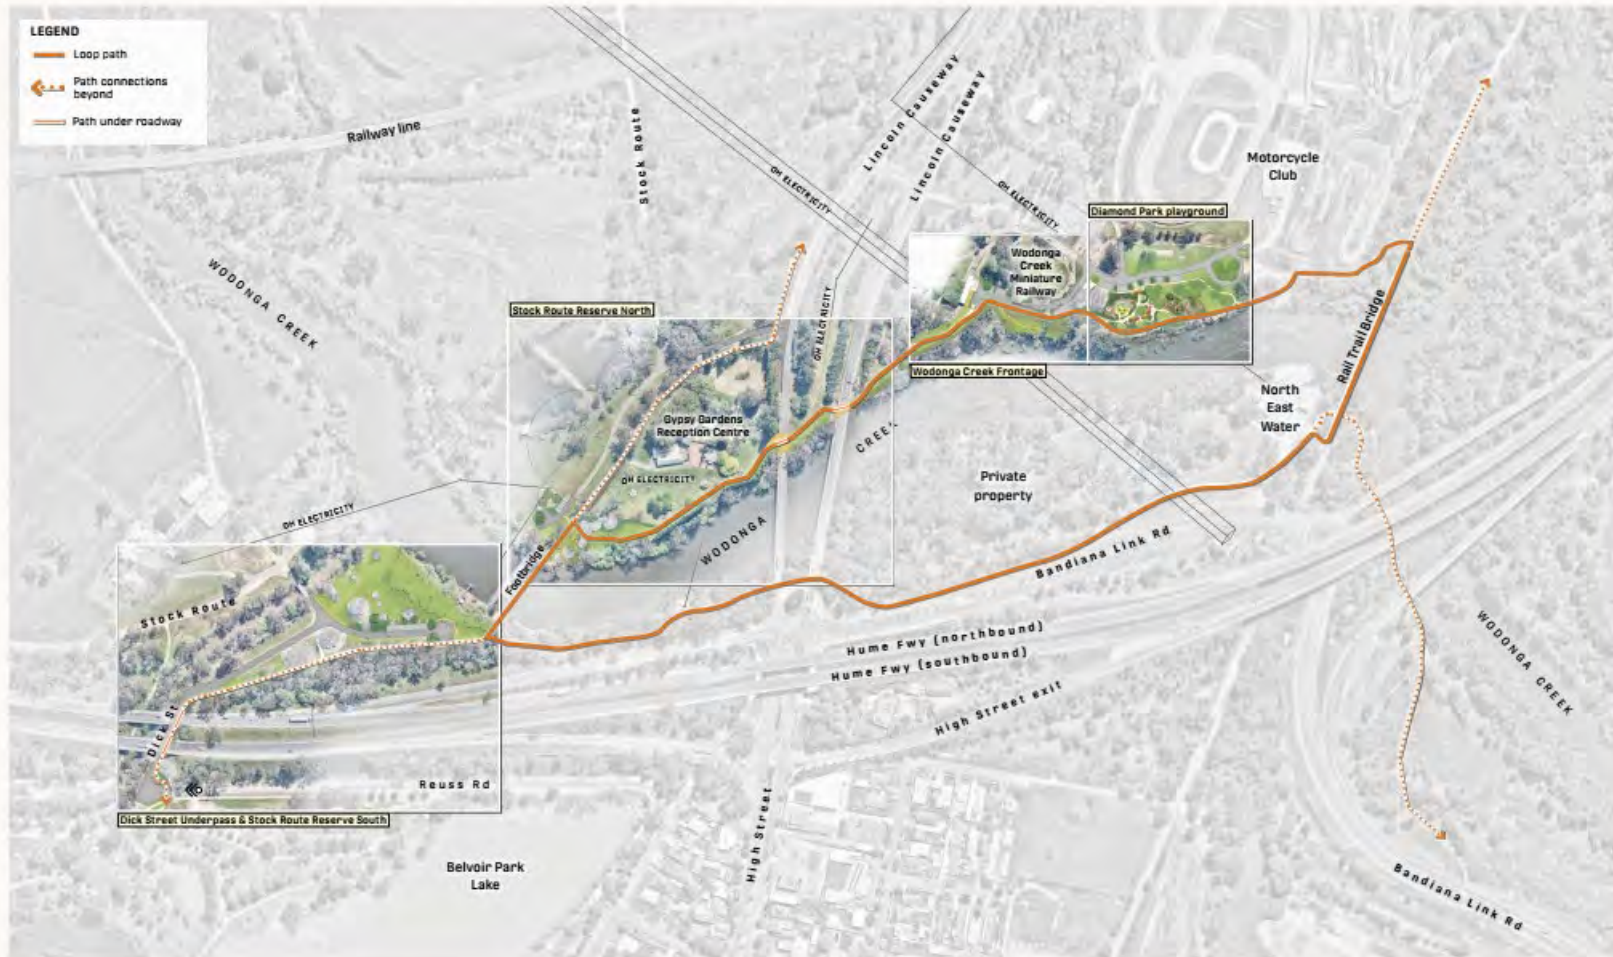 LEGEND
Loop path
Path connections
beyond
Path under roadway
Railway line
Stock Route
Lincoln Causeway
Lincoln Causeway
OH ELECTRICITY
OH ELECTRICITY
Motorcycle
Club
Diamond Park playground
WODONGA CREEK
Wodonga
Creek
Miniature
Railway
Stock Route Reserve North
OH ELECTRICITY
Rail Trail Bridge
Wodonga Creek Frontage
North
East
Water
Gypsy Gardens
Reception Centre
CREEK
OH ELECTRICITY
Private
property
OH ELECTRICITY
WODONGA
Footbridge
Bandiana Link Rd
Stock Route
Hume Fwy (northbound)
Hume Fwy (southbound)
WODONGA CREEK
High Street exit
Dick St
Reuss Rd
Dick Street Underpass & Stock Route Reserve South
High Street
Belvoir Park
Lake
Bandiana Link Rd